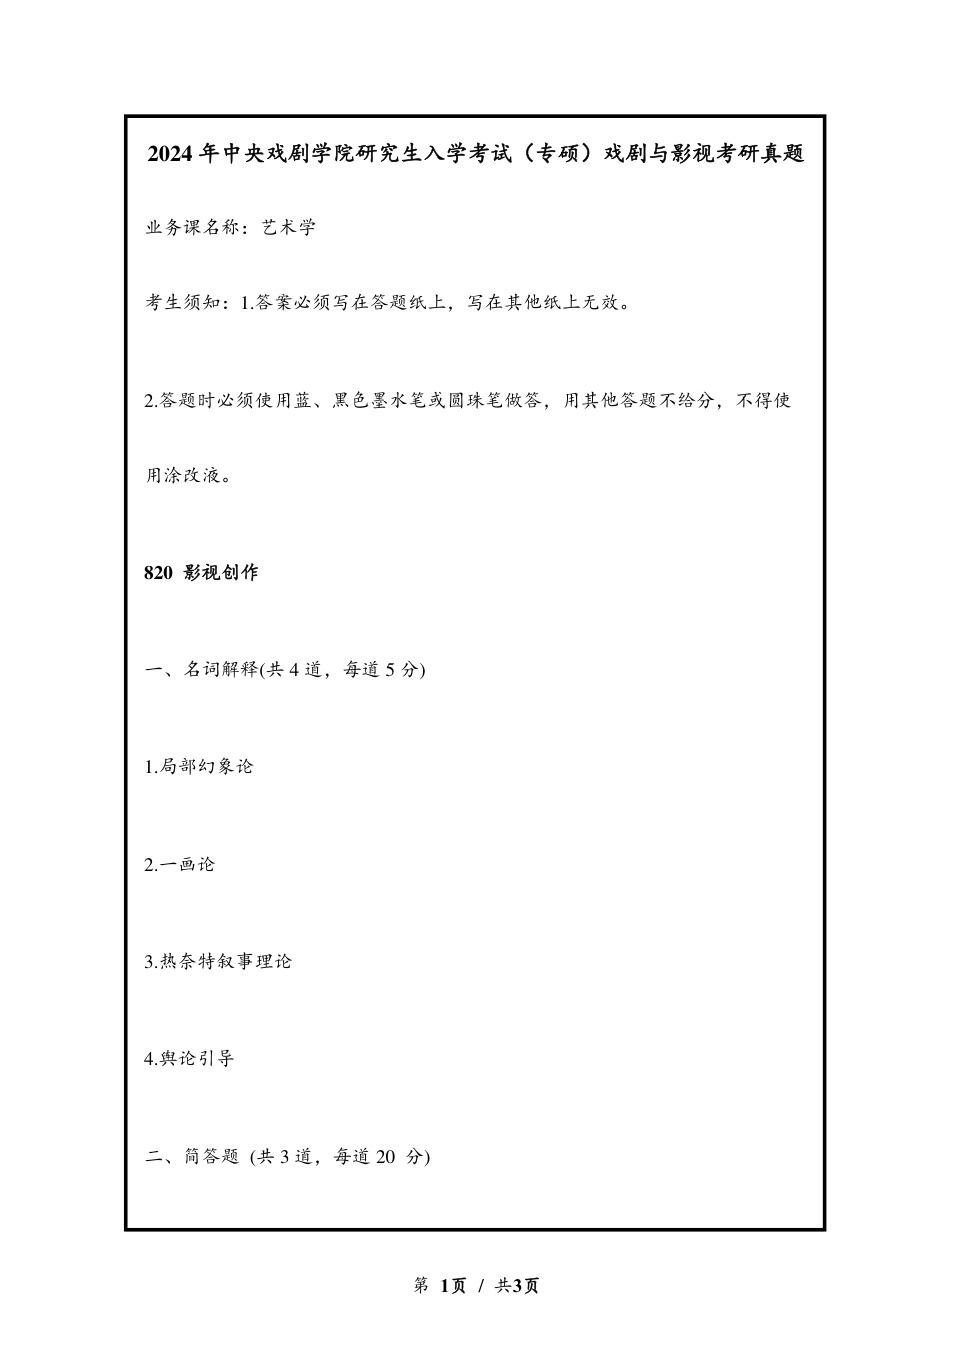 2024 年中央戏剧学院研究生入学考试（专硕）戏剧与影视考研真题
业务课名称：艺术学
考生须知：1.答案必须写在答题纸上，写在其他纸上无效。
2.答题时必须使用蓝、黑色墨水笔或圆珠笔做答，用其他答题不给分，不得使
用涂改液。
820 影视创作
一、名词解释(共 4 道，每道 5 分)
1.局部幻象论
2.一画论
3.热奈特叙事理论
4.舆论引导
二、简答题 (共 3 道，每道 20 分)
第 1页 / 共3页